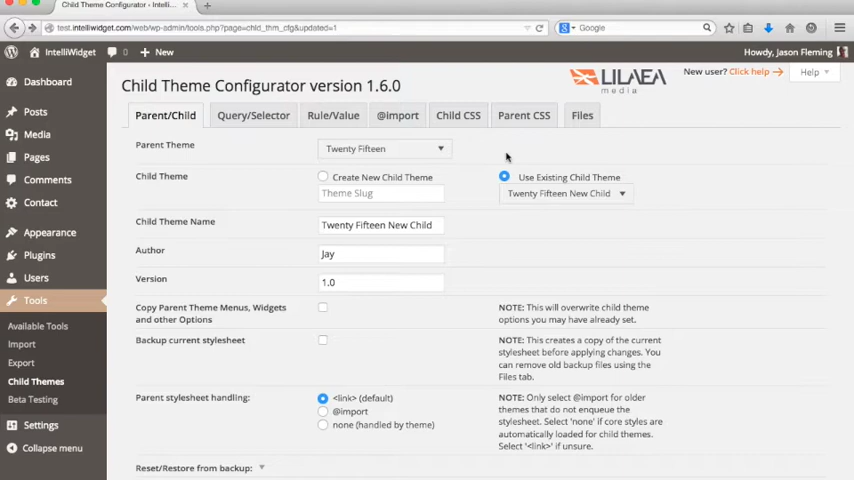 Child Theme Configurator ‹ Intelli...
test.intelliwidget.com/web/wp-admin/tools.php?page=chld_thm_cfg&updated=1
Google
IntelliWidget 0 + New
Howdy, Jason Fleming
Child Theme Configurator version 1.6.0
LILAEA
media
New user? Click help
Help
Dashboard
Posts
Media
Pages
Comments
Contact
Appearance
Plugins
Users
Tools
Available Tools
Import
Export
Child Themes
Beta Testing
Settings
Collapse menu
Parent/Child Query/Selector Rule/Value @import Child CSS Parent CSS Files
Parent Theme
Twenty Fifteen
Child Theme
Create New Child Theme
Theme Slug
Use Existing Child Theme
Twenty Fifteen New Child
Child Theme Name
Twenty Fifteen New Child
Author
Jay
Version
1.0
Copy Parent Theme Menus, Widgets
and other Options
NOTE: This will overwrite child theme
options you may have already set.
Backup current stylesheet
NOTE: This creates a copy of the current
stylesheet before applying changes. You
can remove old backup files using the
Files tab.
Parent stylesheet handling:
<link> (default)
@import
none (handled by theme)
NOTE: Only select @import for older
themes that do not enqueue the
stylesheet. Select 'none' if core styles are
automatically loaded for child themes.
Select '<link>' if unsure.
Reset/Restore from backup: